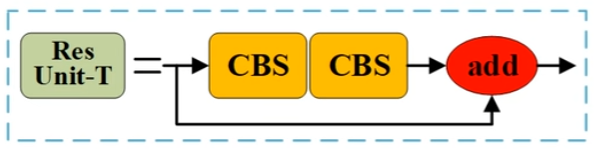 Res
Unit-T
=
CBS
CBS
add